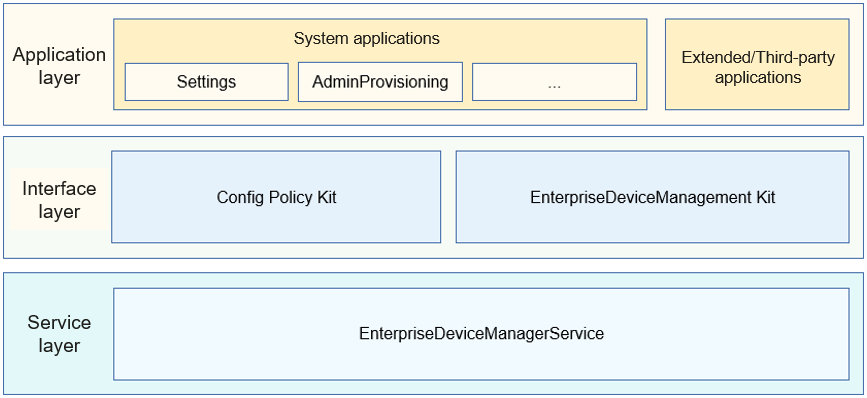 Application
layer
System applications
Settings
AdminProvisioning
...
Extended/Third-party
applications
Interface
layer
Config Policy Kit
EnterpriseDeviceManagement Kit
Service
layer
EnterpriseDeviceManagerService